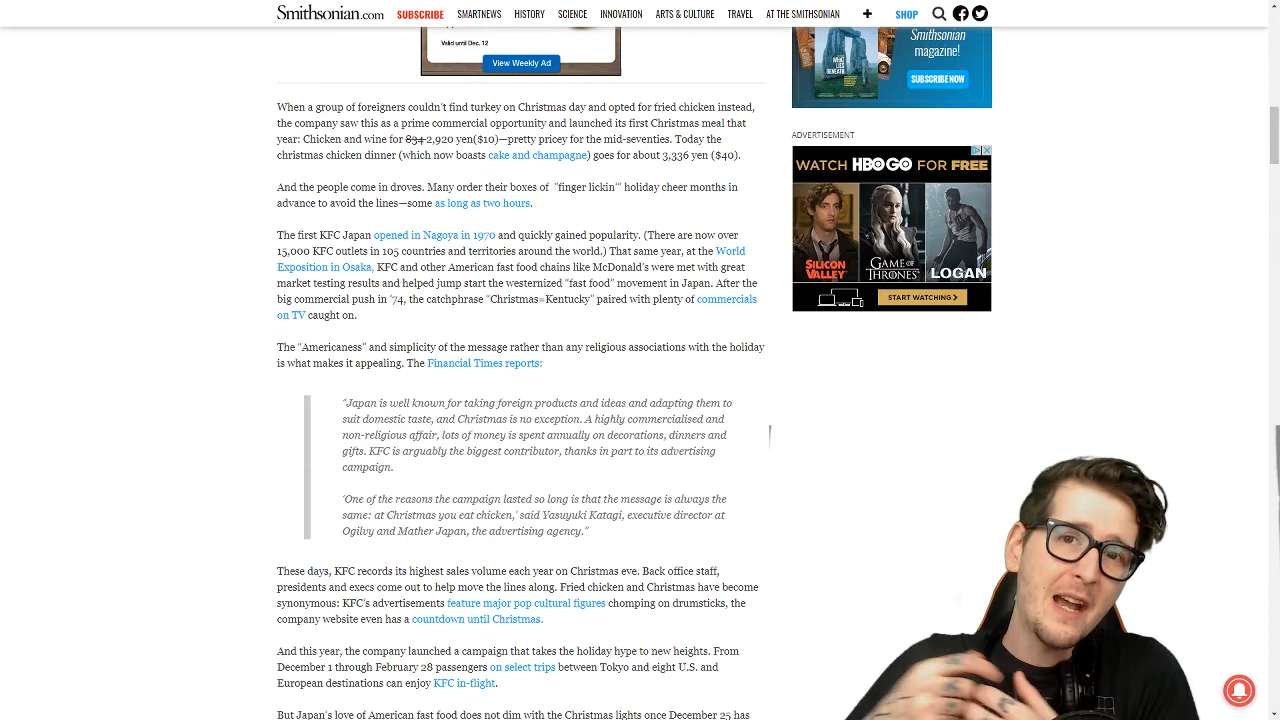 Smithsonian.com SUBSCRIBE SMARTNEWS HISTORY SCIENCE INNOVATION ARTS & CULTURE TRAVEL AT THE SMITHSONIAN + SHOP
Valid until Dec. 12
View Weekly Ad
Smithsonian
magazine!
WHAT
LIES
BENEATH
SUBSCRIBE NOW
When a group of foreigners couldn't find turkey on Christmas day and opted for fried chicken instead,
the company saw this as a prime commercial opportunity and launched its first Christmas meal that
year: Chicken and wine for 834 2,920 yen($10)—pretty pricey for the mid-seventies. Today the
christmas chicken dinner (which now boasts cake and champagne) goes for about 3,336 yen ($40).
And the people come in droves. Many order their boxes of "finger lickin'" holiday cheer months in
advance to avoid the lines—some as long as two hours.
The first KFC Japan opened in Nagoya in 1970 and quickly gained popularity. (There are now over
15,000 KFC outlets in 105 countries and territories around the world.) That same year, at the World
Exposition in Osaka, KFC and other American fast food chains like McDonald's were met with great
market testing results and helped jump start the westernized "fast food" movement in Japan. After the
big commercial push in '74, the catchphrase "Christmas=Kentucky" paired with plenty of commercials
on TV caught on.
The "Americaness" and simplicity of the message rather than any religious associations with the holiday
is what makes it appealing. The Financial Times reports:
"Japan is well known for taking foreign products and ideas and adapting them to
suit domestic taste, and Christmas is no exception. A highly commercialised and
non-religious affair, lots of money is spent annually on decorations, dinners and
gifts. KFC is arguably the biggest contributor, thanks in part to its advertising
campaign.
'One of the reasons the campaign lasted so long is that the message is always the
same: at Christmas you eat chicken,' said Yasuyuki Katagi, executive director at
Ogilvy and Mather Japan, the advertising agency."
These days, KFC records its highest sales volume each year on Christmas eve. Back office staff,
presidents and execs come out to help move the lines along. Fried chicken and Christmas have become
synonymous: KFC's advertisements feature major pop cultural figures chomping on drumsticks, the
company website even has a countdown until Christmas.
And this year, the company launched a campaign that takes the holiday hype to new heights. From
December 1 through February 28 passengers on select trips between Tokyo and eight U.S. and
European destinations can enjoy KFC in-flight.
But Japan's love of fried fast food does not dim with the Christmas lights: December 25 has
ADVERTISEMENT
WATCH HBO GO FOR FREE
SILICON
VALLEY
GAME OF
THRONES
LOGAN
START WATCHING